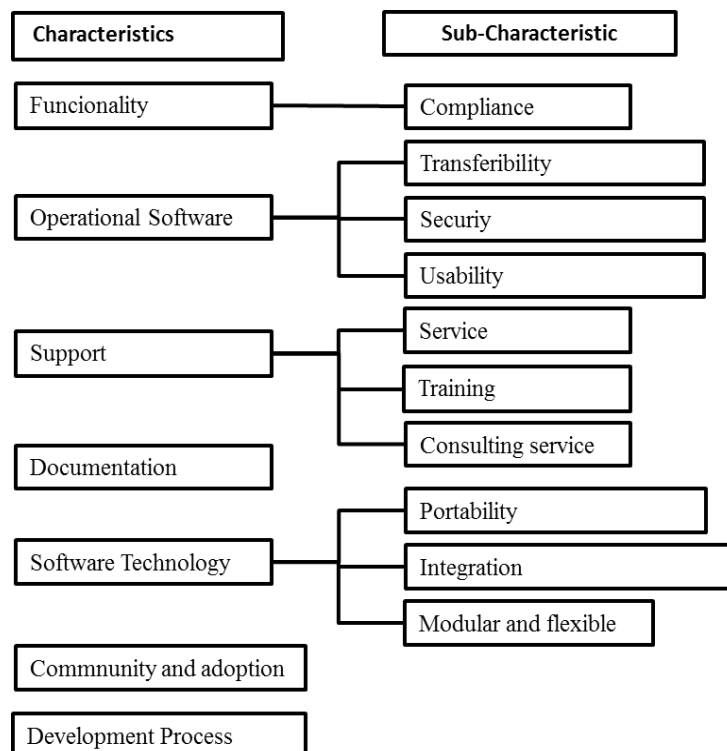 Characteristics
Sub-Characteristic
Funcionality
Compliance
Transferibility
Operational Software
Securiy
Usability
Service
Support
Training
Consulting service
Documentation
Portability
Software Technology
Integration
Modular and flexible
Commnunity and adoption
Development Process